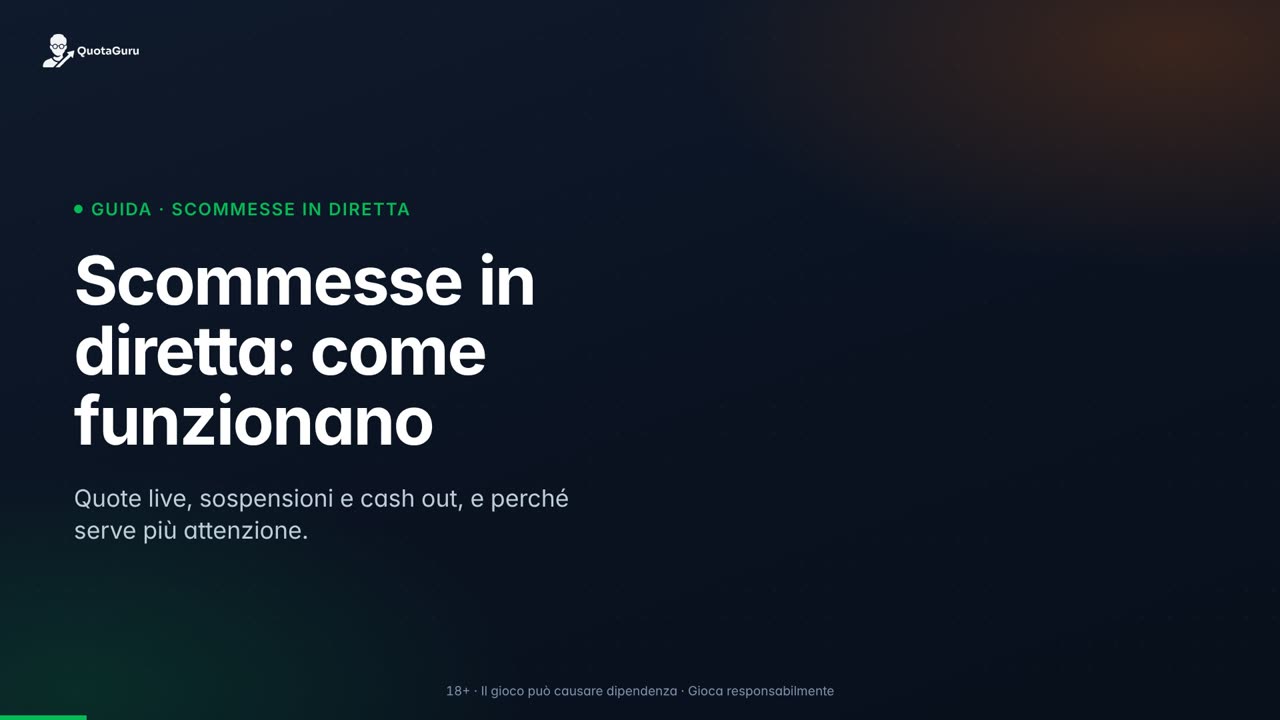 QuotaGuru
GUIDA · SCOMMESSE IN DIRETTA
Scommesse in
diretta: come
funzionano
Quote live, sospensioni e cash out, e perché
serve più attenzione.
18+ · Il gioco può causare dipendenza · Gioca responsabilmente